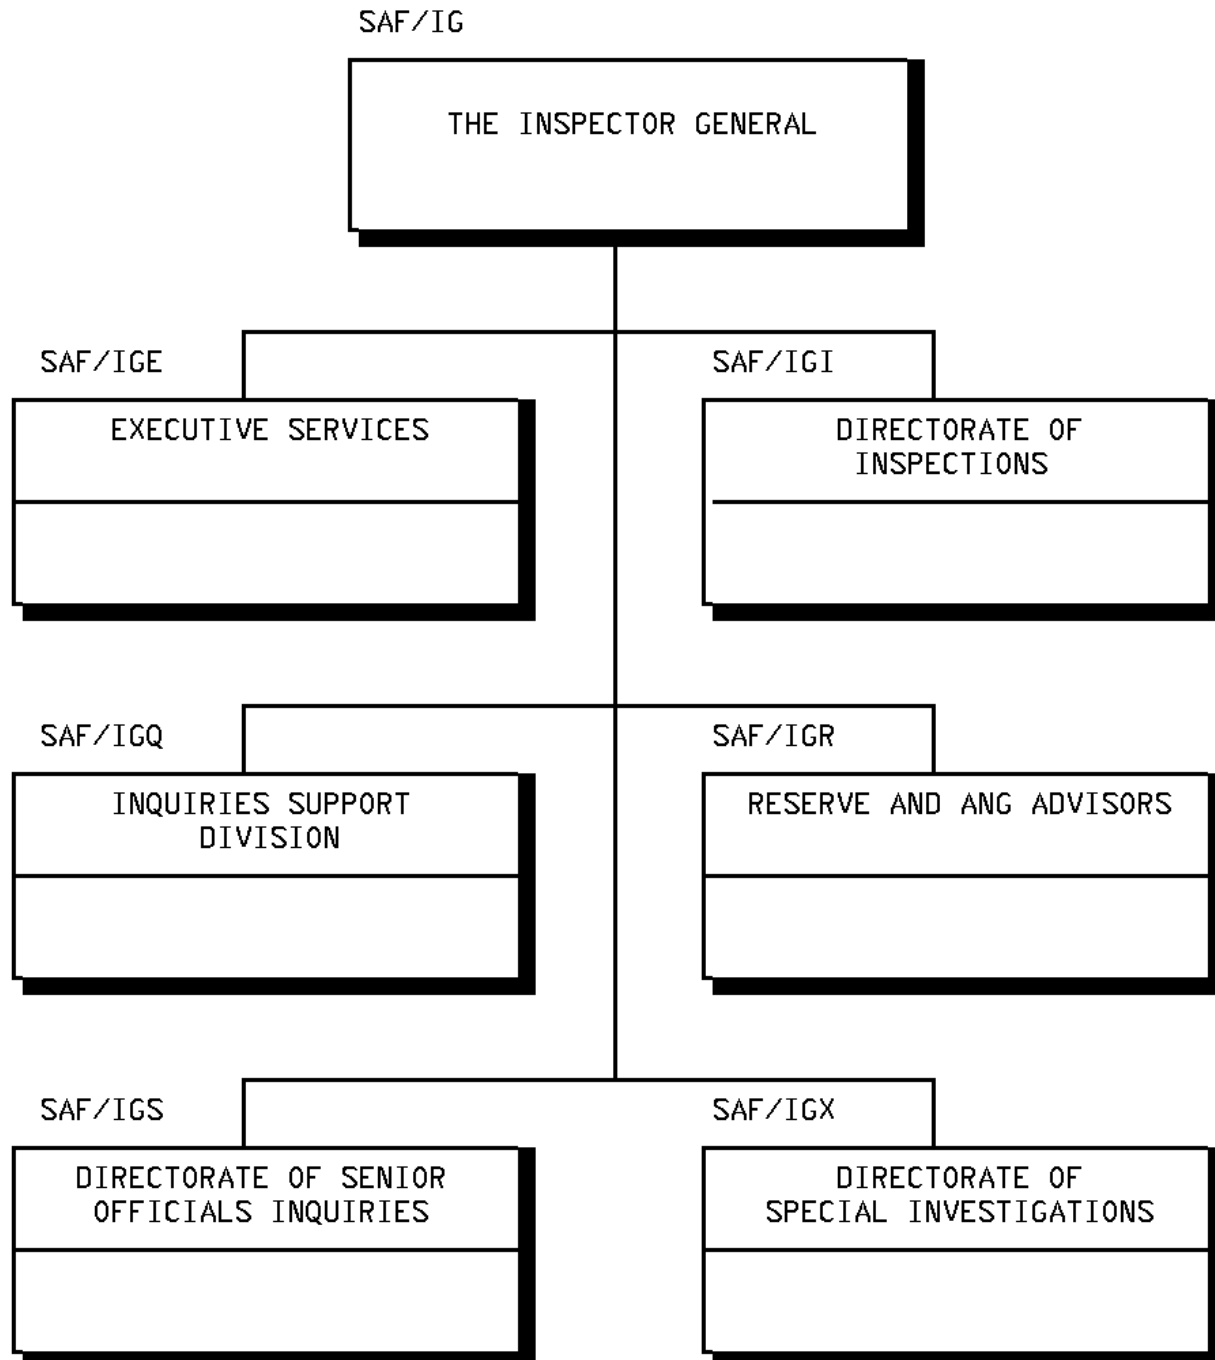 SAF/IG
THE INSPECTOR GENERAL
SAF/IGE
EXECUTIVE SERVICES
SAF/IGI
DIRECTORATE OF
INSPECTIONS
SAF/IGQ
INQUIRIES SUPPORT
DIVISION
SAF/IGR
RESERVE AND ANG ADVISORS
SAF/IGS
DIRECTORATE OF SENIOR
OFFICIALS INQUIRIES
SAF/IGX
DIRECTORATE OF
SPECIAL INVESTIGATIONS